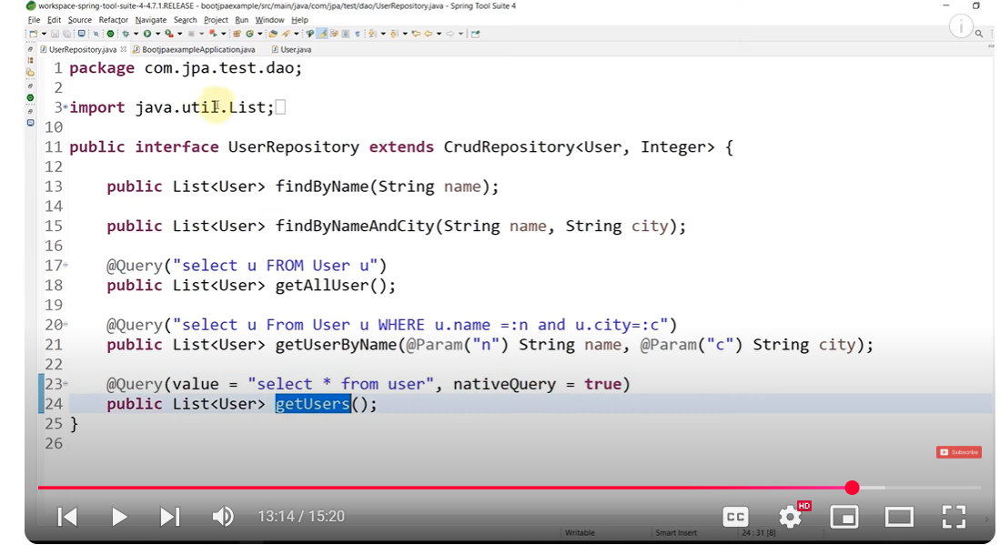 workspace-spring-tool-suite-4-4.7.1.RELEASE - bootjpaexample/src/main/java/com/jpa/test/dao/UserRepository.java - Spring Tool Suite 4
File Edit Source Refactor Navigate Search Project Run Window Help
UserRepository.java BootjpaexampleApplication.java User.java
1 package com.jpa.test.dao;
2
3 import java.util.List;
10
11 public interface UserRepository extends CrudRepository<User, Integer> {
12
13 public List<User> findByName(String name);
14
15 public List<User> findByNameAndCity(String name, String city);
16
17 @Query("select u FROM User u")
18 public List<User> getAllUser();
19
20 @Query("select u From User u WHERE u.name =:n and u.city=:c")
21 public List<User> getUserByName(@Param("n") String name, @Param("c") String city);
22
23 @Query(value = "select * from user", nativeQuery = true)
24 public List<User> getUsers();
25 }
26
Subscribe
13:14 / 15:20 CC HD
Writable Smart Insert 24 : 31 [8]